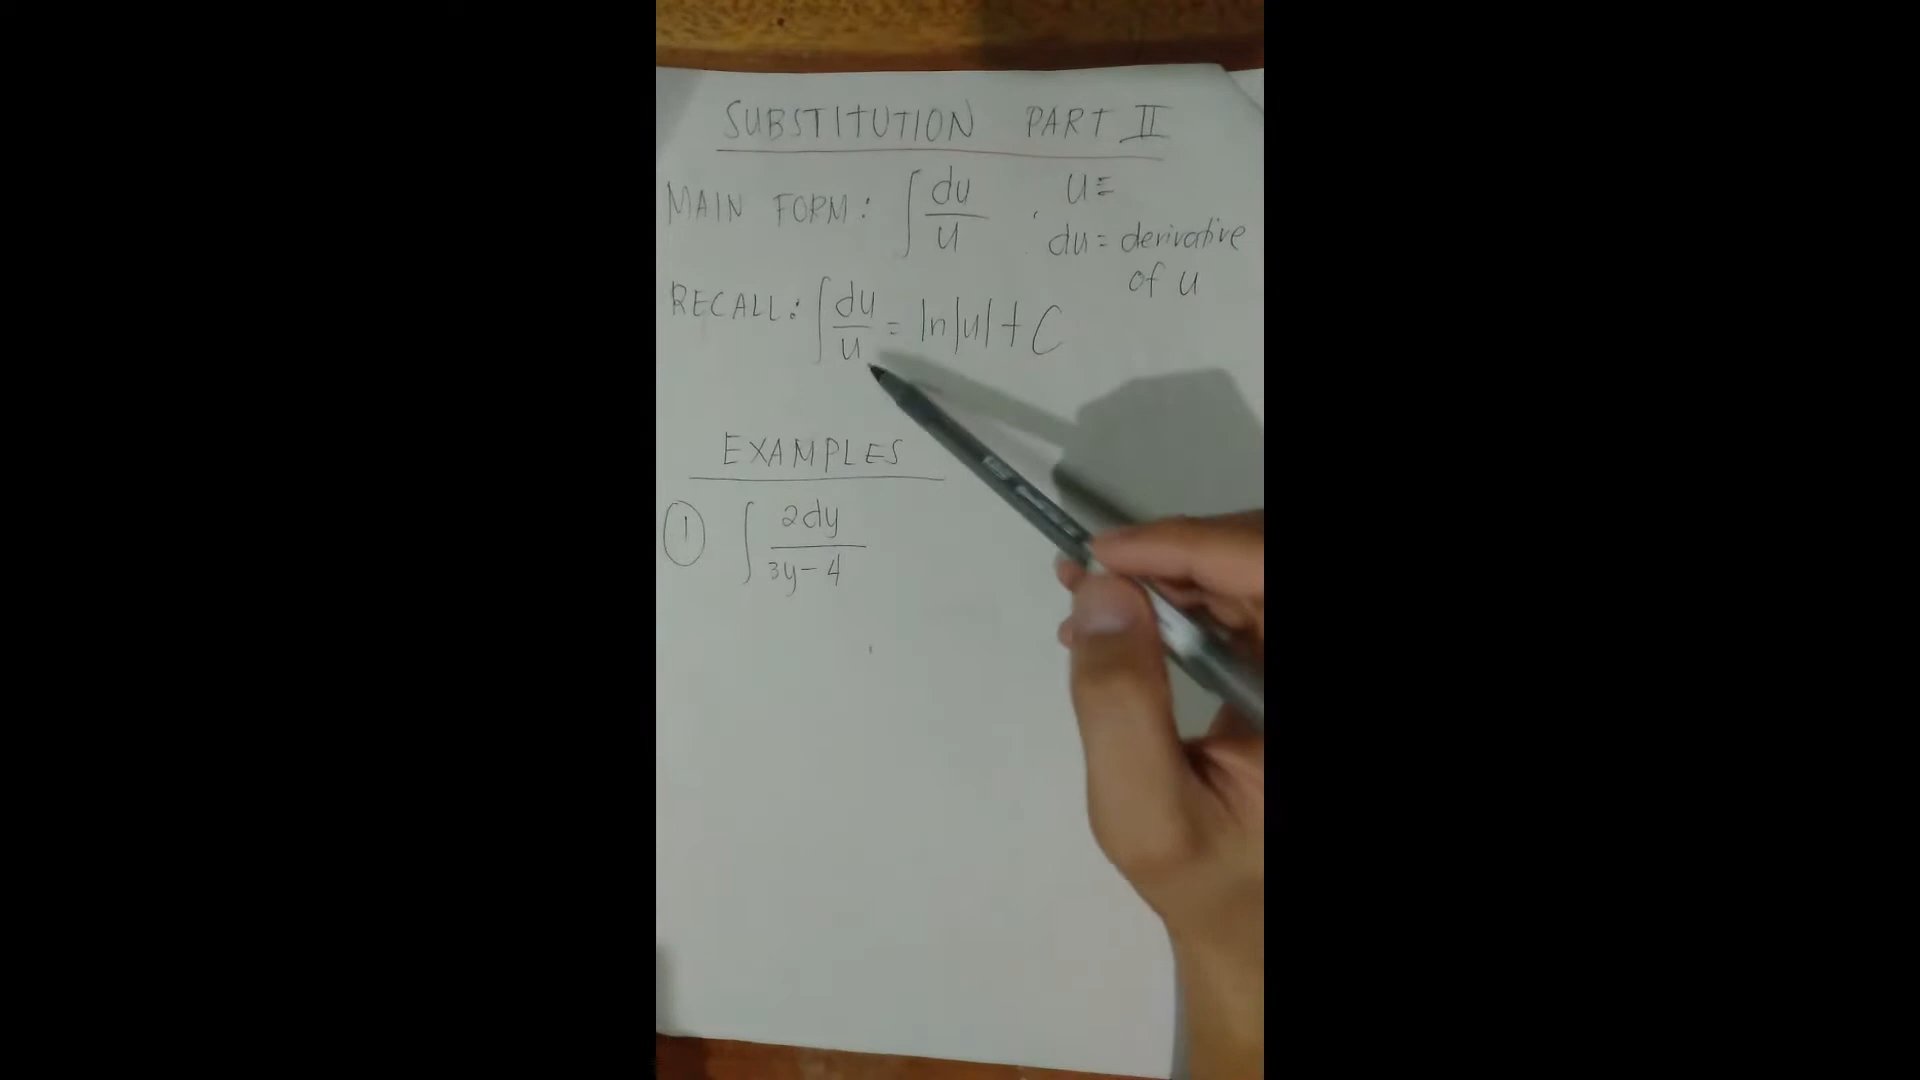 SUBSTITUTION PART II
MAIN FORM: ∫ du/u
u=
du = derivative
of u
RECALL: ∫ du/u = ln|u| + C
EXAMPLES
① ∫ 2dy/3y-4